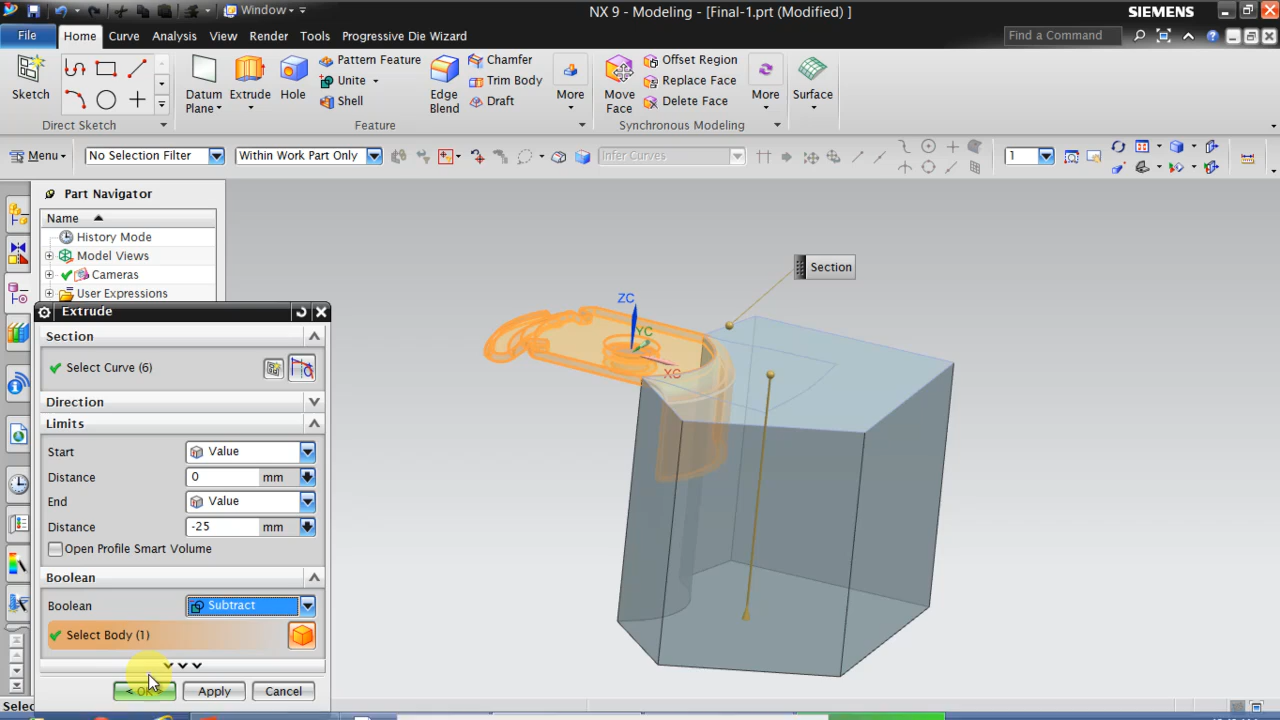 Window
NX 9 - Modeling - [Final-1.prt (Modified) ]
SIEMENS
File Home Curve Analysis View Render Tools Progressive Die Wizard
Find a Command
Sketch
Datum Plane
Extrude
Hole
Pattern Feature
Unite
Shell
Edge Blend
Chamfer
Trim Body
Draft
More
Move Face
Offset Region
Replace Face
Delete Face
More
Surface
Direct Sketch
Feature
Synchronous Modeling
Menu
No Selection Filter
Within Work Part Only
Infer Curves
1
Part Navigator
Name
History Mode
Model Views
Cameras
User Expressions
Extrude
Section
Select Curve (6)
Direction
Limits
Start Value
Distance 0 mm
End Value
Distance -25 mm
Open Profile Smart Volume
Boolean
Boolean Subtract
Select Body (1)
< OK >
Apply
Cancel
Section
ZC
YC
XC